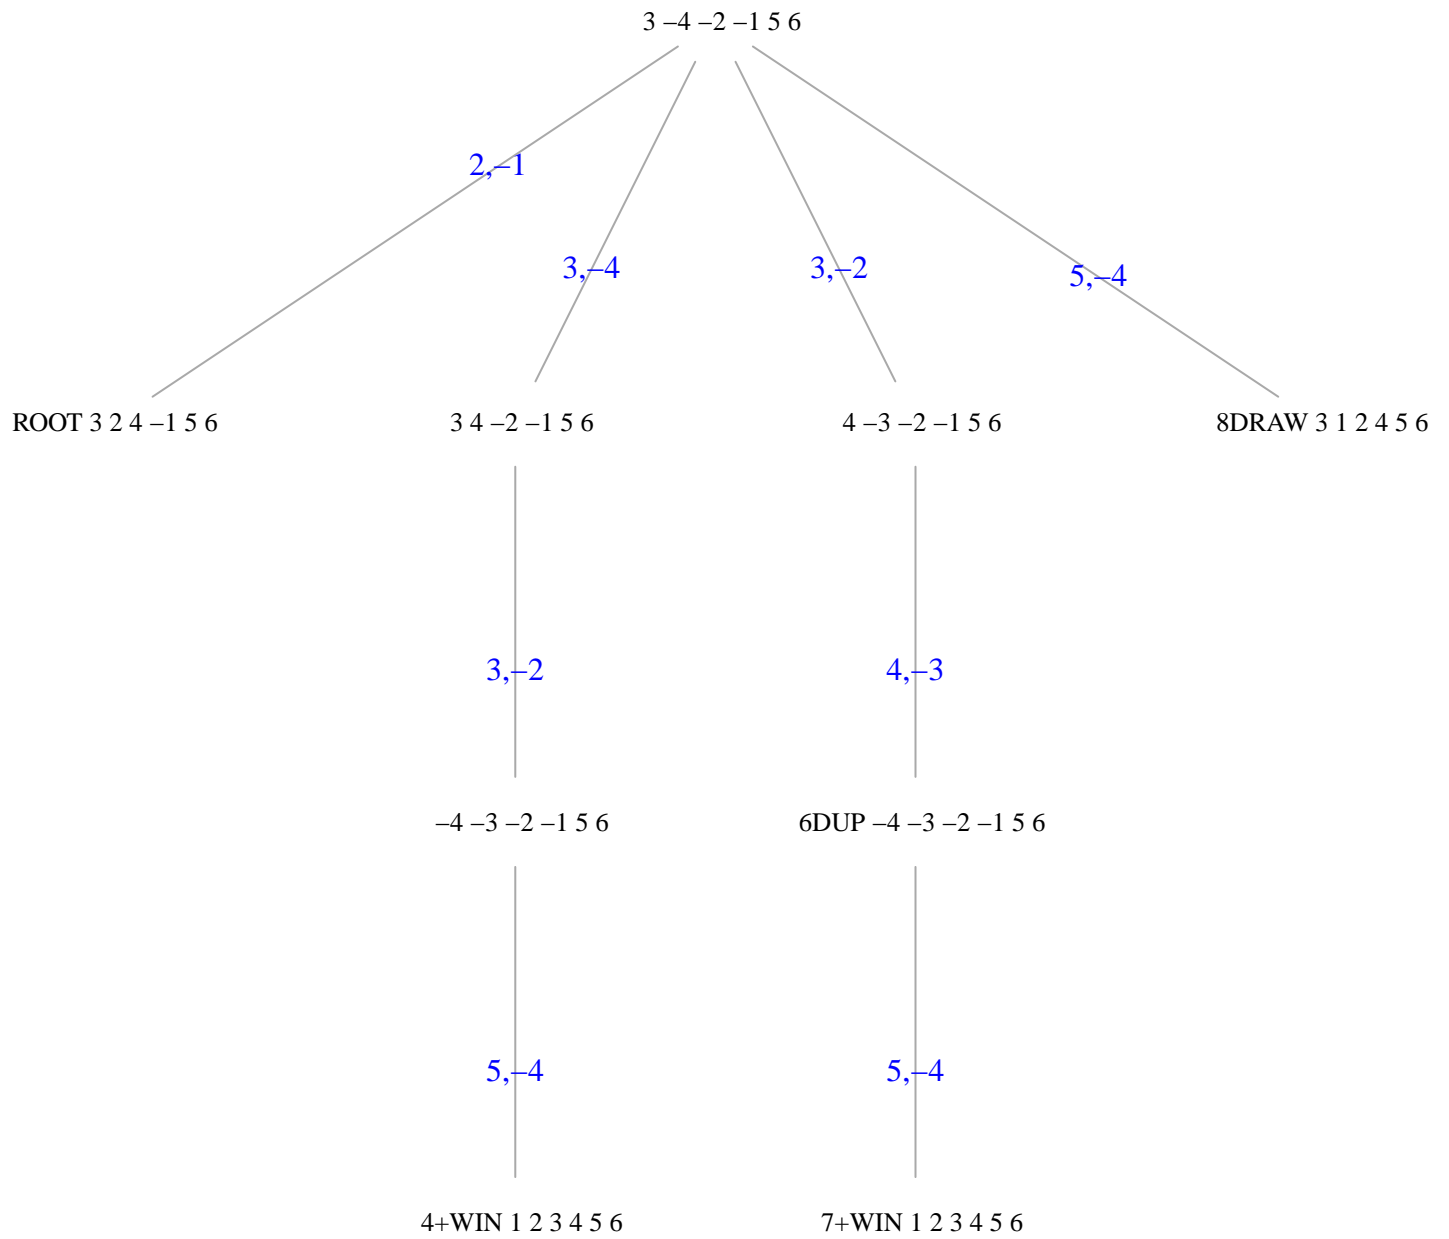 3 –4 –2 –1 5 6
2,–1
3,–4
3,–2
5,–4
ROOT 3 2 4 –1 5 6
3 4 –2 –1 5 6
4 –3 –2 –1 5 6
8DRAW 3 1 2 4 5 6
3,–2
4,–3
–4 –3 –2 –1 5 6
6DUP –4 –3 –2 –1 5 6
5,–4
5,–4
4+WIN 1 2 3 4 5 6
7+WIN 1 2 3 4 5 6